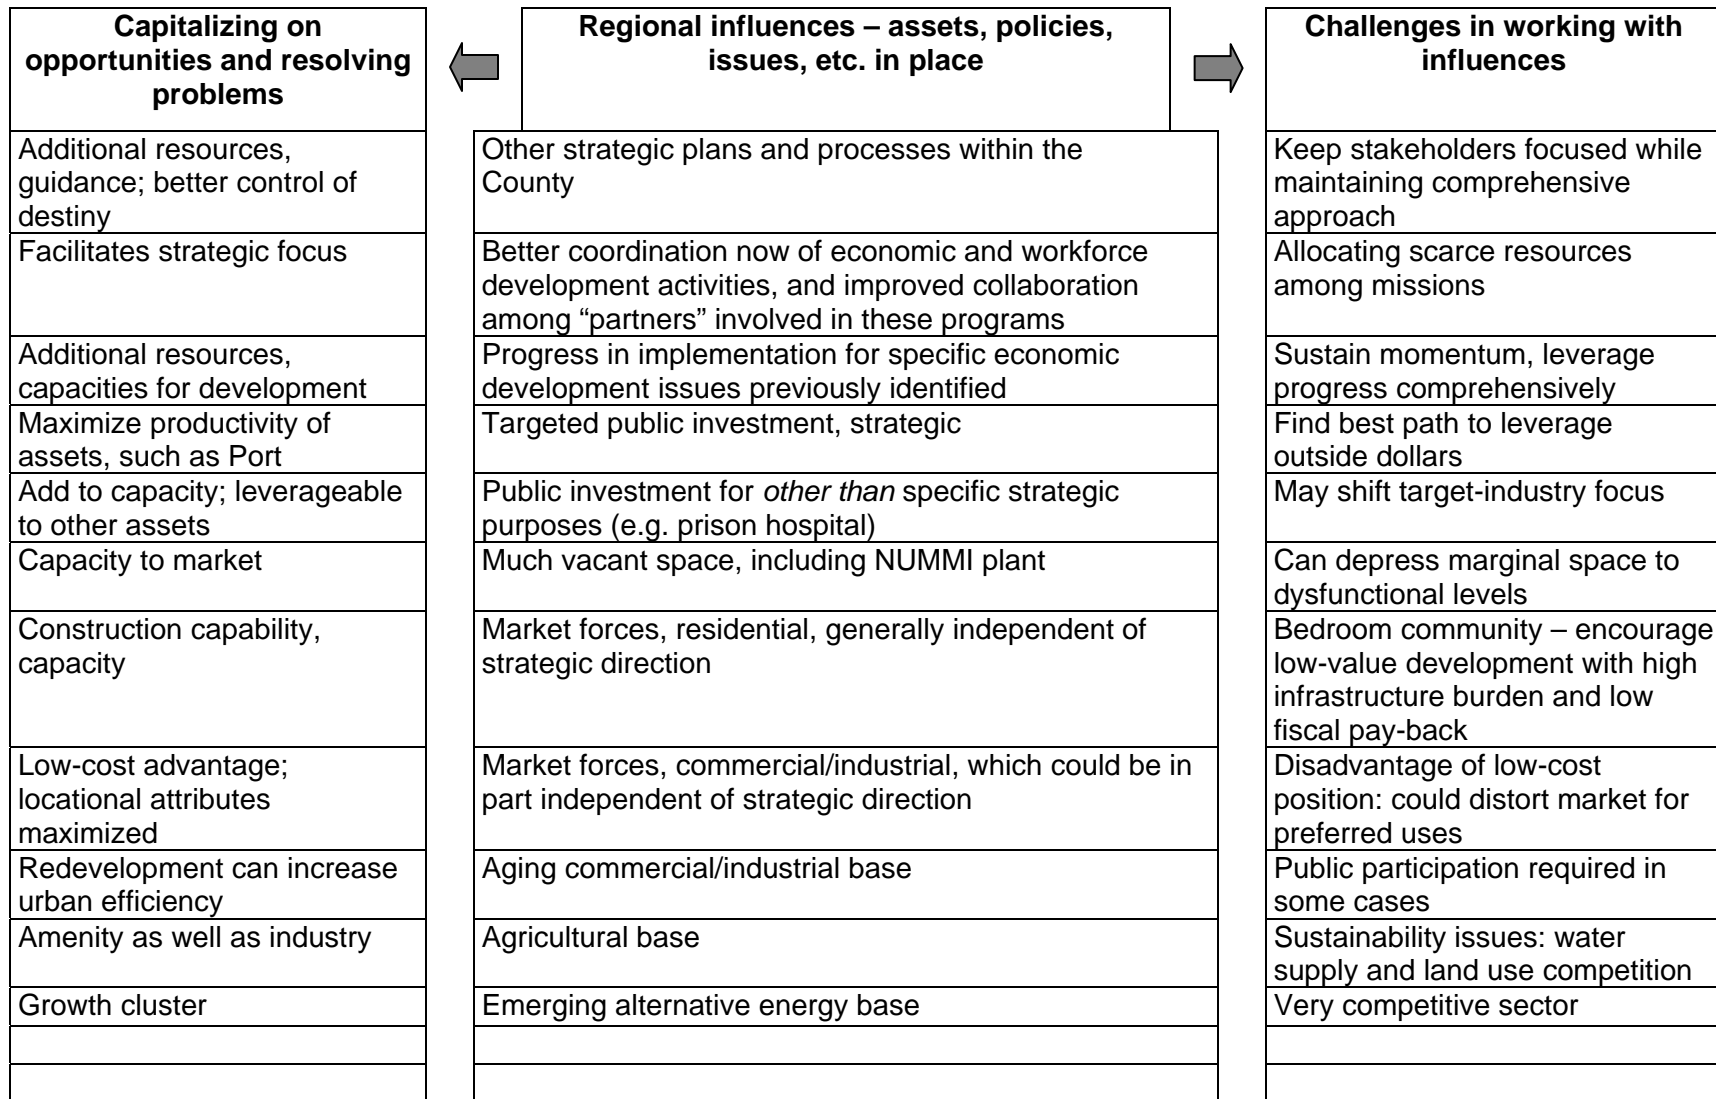 Capitalizing on
opportunities and resolving
problems
Regional influences – assets, policies,
issues, etc. in place
Challenges in working with
influences
Additional resources,
guidance; better control of
destiny
Other strategic plans and processes within the
County
Keep stakeholders focused while
maintaining comprehensive
approach
Facilitates strategic focus
Better coordination now of economic and workforce
development activities, and improved collaboration
among “partners” involved in these programs
Allocating scarce resources
among missions
Additional resources,
capacities for development
Progress in implementation for specific economic
development issues previously identified
Sustain momentum, leverage
progress comprehensively
Maximize productivity of
assets, such as Port
Targeted public investment, strategic
Find best path to leverage
outside dollars
Add to capacity; leverageable
to other assets
Public investment for other than specific strategic
purposes (e.g. prison hospital)
May shift target-industry focus
Capacity to market
Much vacant space, including NUMMI plant
Can depress marginal space to
dysfunctional levels
Construction capability,
capacity
Market forces, residential, generally independent of
strategic direction
Bedroom community – encourage
low-value development with high
infrastructure burden and low
fiscal pay-back
Low-cost advantage;
locational attributes
maximized
Market forces, commercial/industrial, which could be in
part independent of strategic direction
Disadvantage of low-cost
position: could distort market for
preferred uses
Redevelopment can increase
urban efficiency
Aging commercial/industrial base
Public participation required in
some cases
Amenity as well as industry
Agricultural base
Sustainability issues: water
supply and land use competition
Growth cluster
Emerging alternative energy base
Very competitive sector